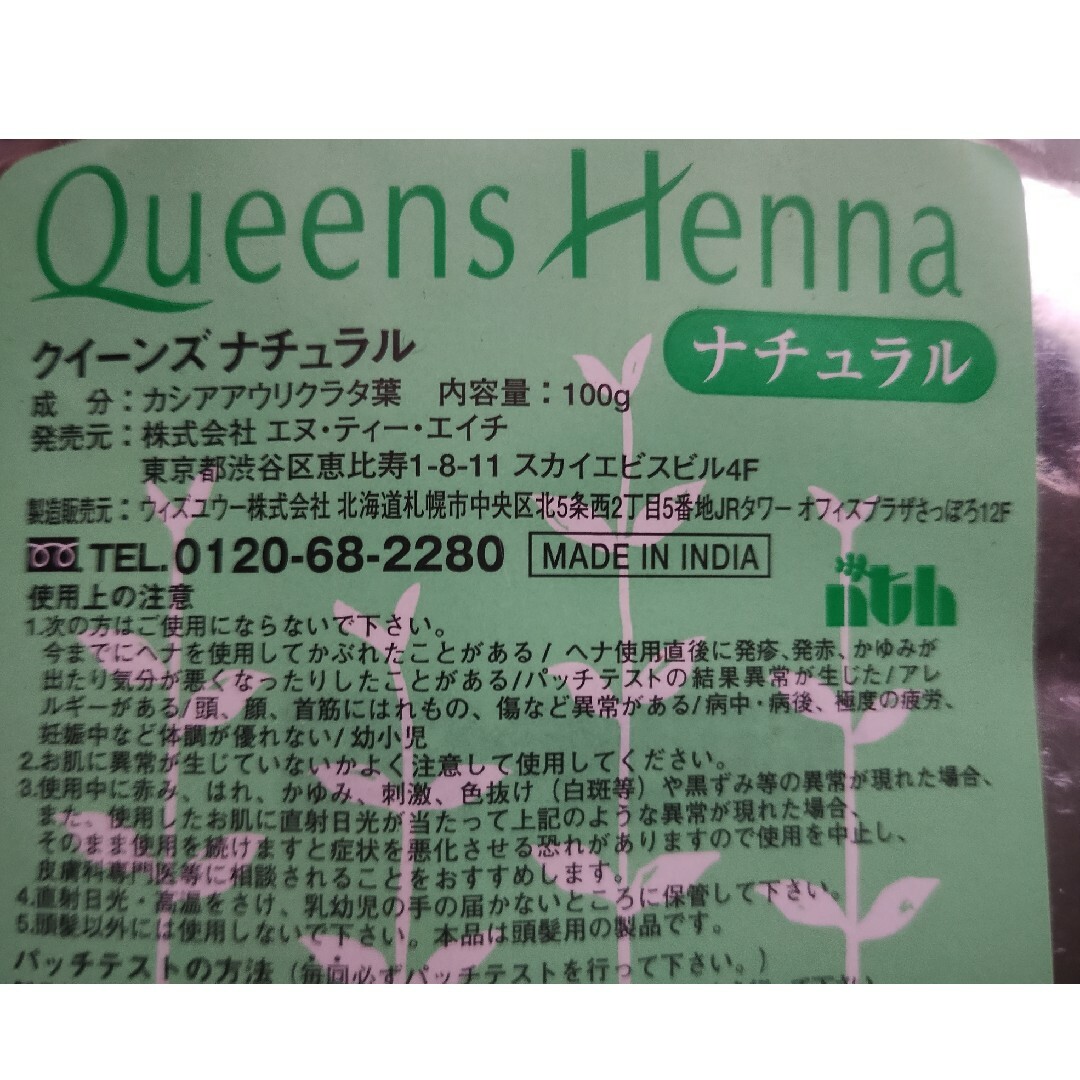 Queens Henna
ナチュラル
クイーンズ ナチュラル
成 分：カシアアウリクラタ葉 内容量：100g
発売元：株式会社 エヌ・ティー・エイチ
東京都渋谷区恵比寿1-8-11 スカイエビスビル4F
製造販売元：ウィズユウー株式会社 北海道札幌市中央区北5条西2丁目5番地JRタワー オフィスプラザさっぽろ12F
TEL.0120-68-2280 MADE IN INDIA
nth
使用上の注意
1.次の方はご使用にならないで下さい。
今までにヘナを使用してかぶれたことがある/ ヘナ使用直後に発疹、発赤、かゆみが
出たり気分が悪くなったりしたことがある/パッチテストの結果異常が生じた/アレ
ルギーがある/頭、顔、首筋にはれもの、傷など異常がある/病中・病後、極度の疲労、
妊娠中など体調が優れない/ 幼小児
2.お肌に異常が生じていないかよく注意して使用してください。
3.使用中に赤み、はれ、かゆみ、刺激、色抜け（白斑等）や黒ずみ等の異常が現れた場合、
また、使用したお肌に直射日光が当たって上記のような異常が現れた場合、
そのまま使用を続けますと症状を悪化させる恐れがありますので使用を中止し、
皮膚科専門医等に相談されることをおすすめします。
4.直射日光・高温をさけ、乳幼児の手の届かないところに保管して下さい。
5.頭髪以外には使用しないで下さい。本品は頭髪用の製品です。
パッチテストの方法（毎回必ずパッチテストを行って下さい。）